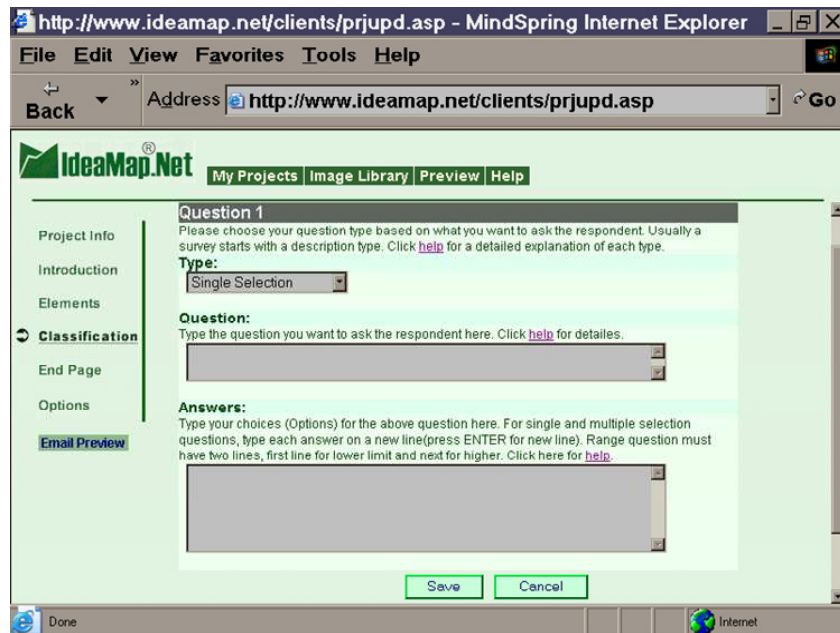 http://www.ideamap.net/clients/prjupd.asp - MindSpring Internet Explorer
File Edit View Favorites Tools Help
Back » Address http://www.ideamap.net/clients/prjupd.asp Go
IdeaMap.Net®
My Projects Image Library Preview Help
Project Info
Introduction
Elements
Classification
End Page
Options
Email Preview
Question 1
Please choose your question type based on what you want to ask the respondent. Usually a
survey starts with a description type. Click help for a detailed explanation of each type.
Type:
Single Selection
Question:
Type the question you want to ask the respondent here. Click help for detailes.
Answers:
Type your choices (Options) for the above question here. For single and multiple selection
questions, type each answer on a new line(press ENTER for new line). Range question must
have two lines, first line for lower limit and next for higher. Click here for help.
Save Cancel
Done Internet